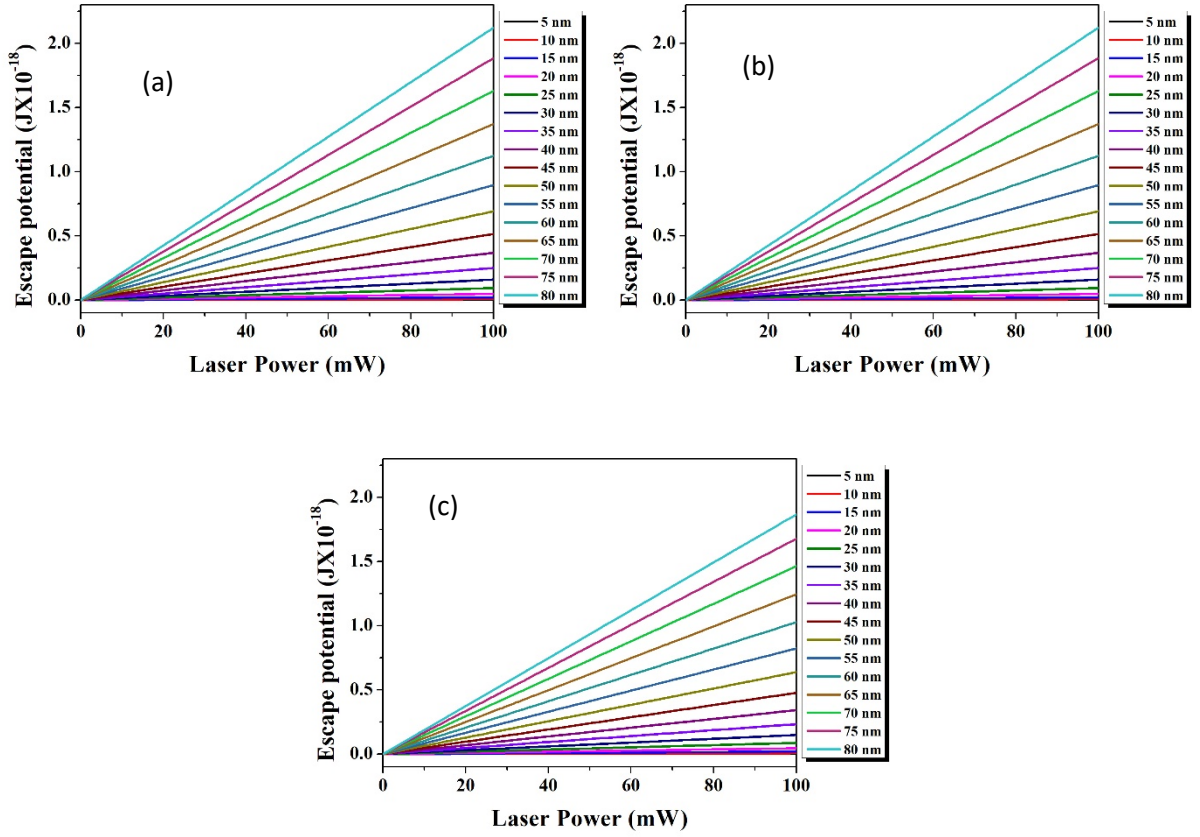 (a)
Escape potential (JX10⁻¹⁸)
2.0
1.5
1.0
0.5
0.0
0 20 40 60 80 100
Laser Power (mW)
5 nm
10 nm
15 nm
20 nm
25 nm
30 nm
35 nm
40 nm
45 nm
50 nm
55 nm
60 nm
65 nm
70 nm
75 nm
80 nm
(b)
Escape potential (JX10⁻¹⁸)
2.0
1.5
1.0
0.5
0.0
0 20 40 60 80 100
Laser Power (mW)
5 nm
10 nm
15 nm
20 nm
25 nm
30 nm
35 nm
40 nm
45 nm
50 nm
55 nm
60 nm
65 nm
70 nm
75 nm
80 nm
(c)
Escape potential (JX10⁻¹⁸)
2.0
1.5
1.0
0.5
0.0
0 20 40 60 80 100
Laser Power (mW)
5 nm
10 nm
15 nm
20 nm
25 nm
30 nm
35 nm
40 nm
45 nm
50 nm
55 nm
60 nm
65 nm
70 nm
75 nm
80 nm